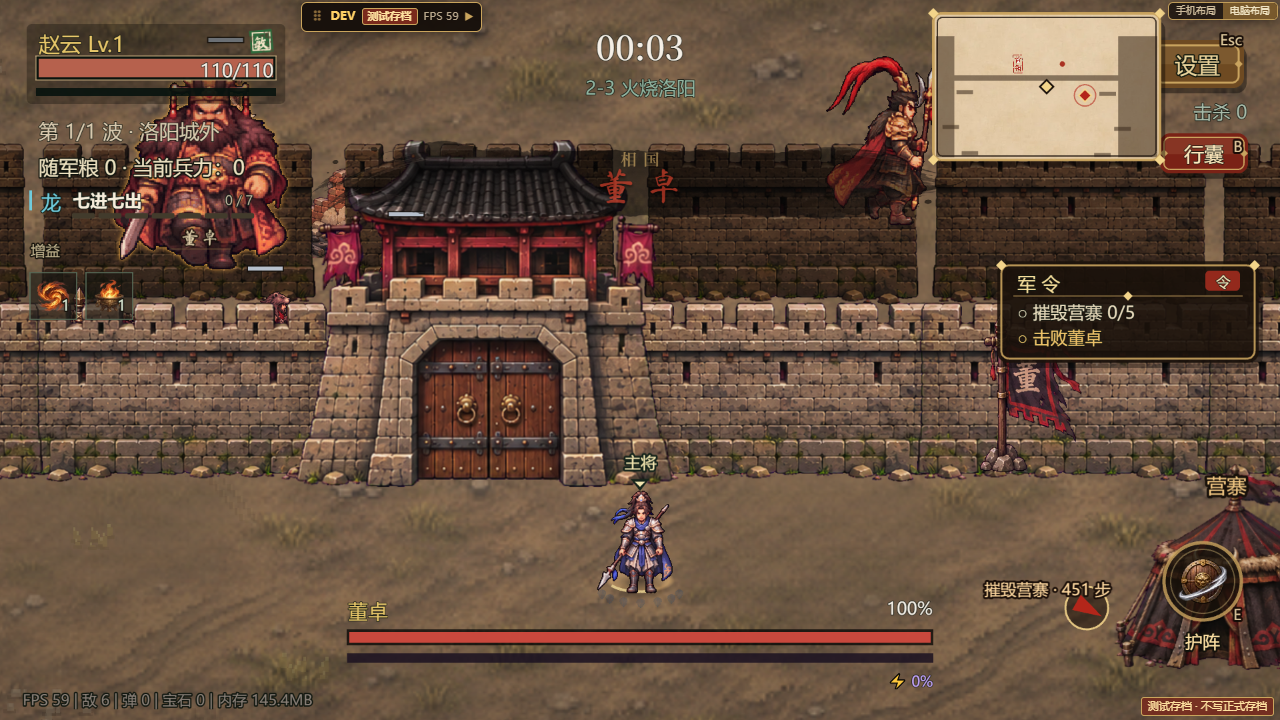 DEV 测试存档 FPS 59 ▶
手机布局 电脑布局
赵云 Lv.1 敏
110/110
00:03
2-3 火烧洛阳
Esc
设置
击杀 0
行囊 B
第 1/1 波 · 洛阳城外
随军粮 0 · 当前兵力：0
龙 七进七出 0/7
董卓
增益
1 1
相国
董卓
军令 令
○ 摧毁营寨 0/5
○ 击败董卓
董
主将
营寨
摧毁营寨 · 451 步
E
护阵
董卓 100%
⚡ 0%
FPS 59 | 敌 6 | 弹 0 | 宝石 0 | 内存 145.4MB
测试存档 · 不写正式存档